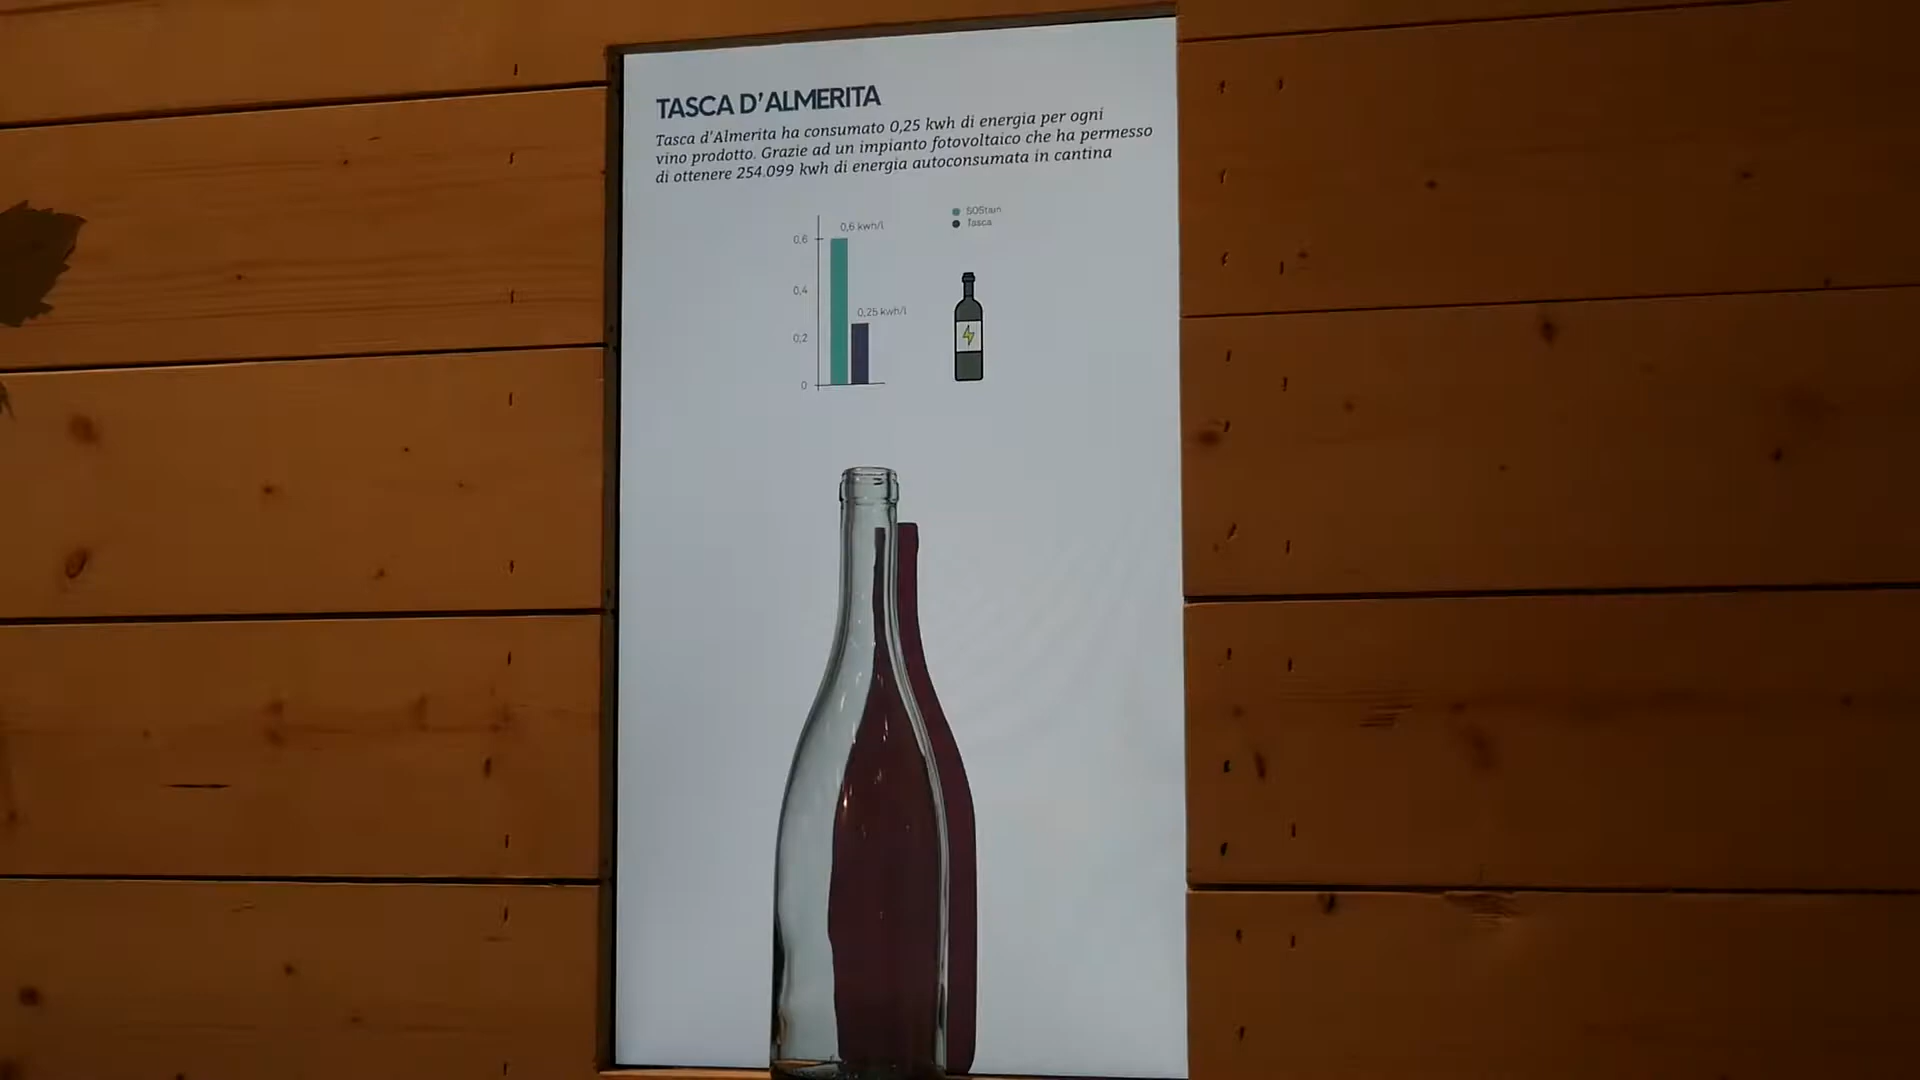 TASCA D'ALMERITA
Tasca d'Almerita ha consumato 0,25 kwh di energia per ogni
vino prodotto. Grazie ad un impianto fotovoltaico che ha permesso
di ottenere 254.099 kwh di energia autoconsumata in cantina
SOStain
Tasca
0,6 kwh/l
0,6
0,4
0,25 kwh/l
0,2
0